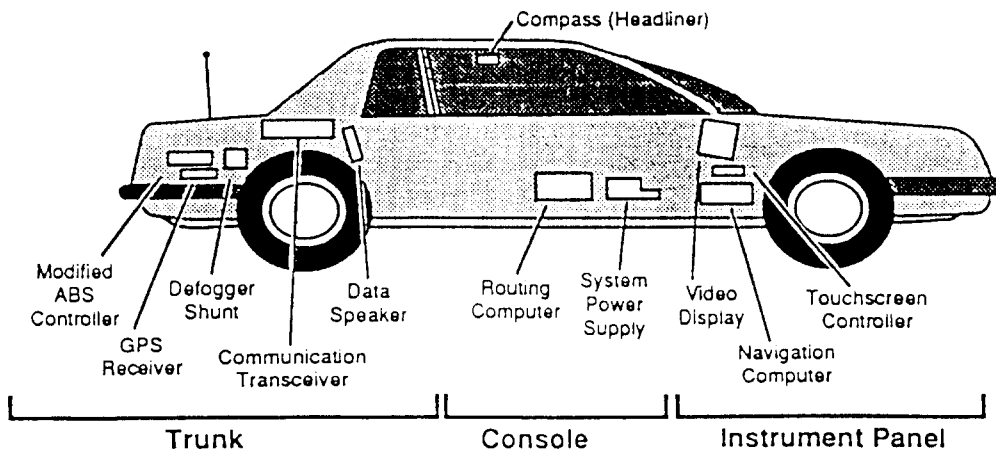 Compass (Headliner)
Modified
ABS
Controller
GPS
Receiver
Defogger
Shunt
Communication
Transceiver
Data
Speaker
Routing
Computer
System
Power
Supply
Video
Display
Navigation
Computer
Touchscreen
Controller
Trunk
Console
Instrument Panel